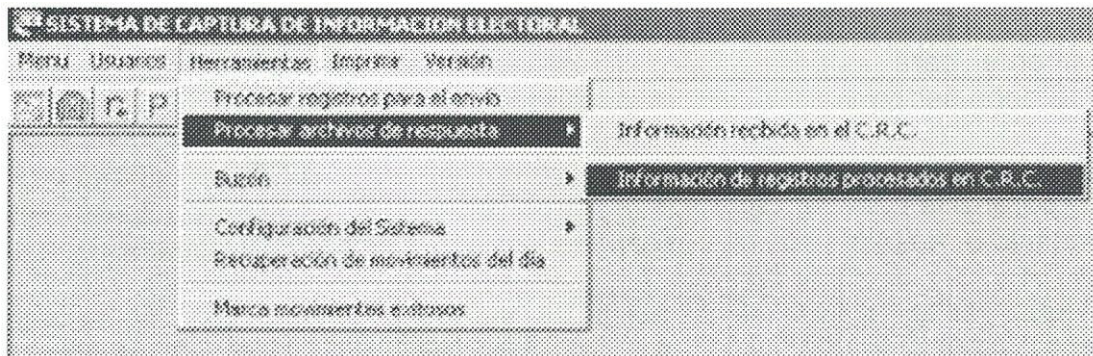 SISTEMA DE CAPTURA DE INFORMACION ELECTORAL
Menu Usuarios Herramientas Imprimir Versión
P
Procesar registros para el envío
Procesar archivos de respuesta
Información recbida en el C.R.C.
Buzón
Información de registros procesados en C.R.C.
Configuración del Sistema
Recuperación de movimientos del día
Marca movimientos exitosos